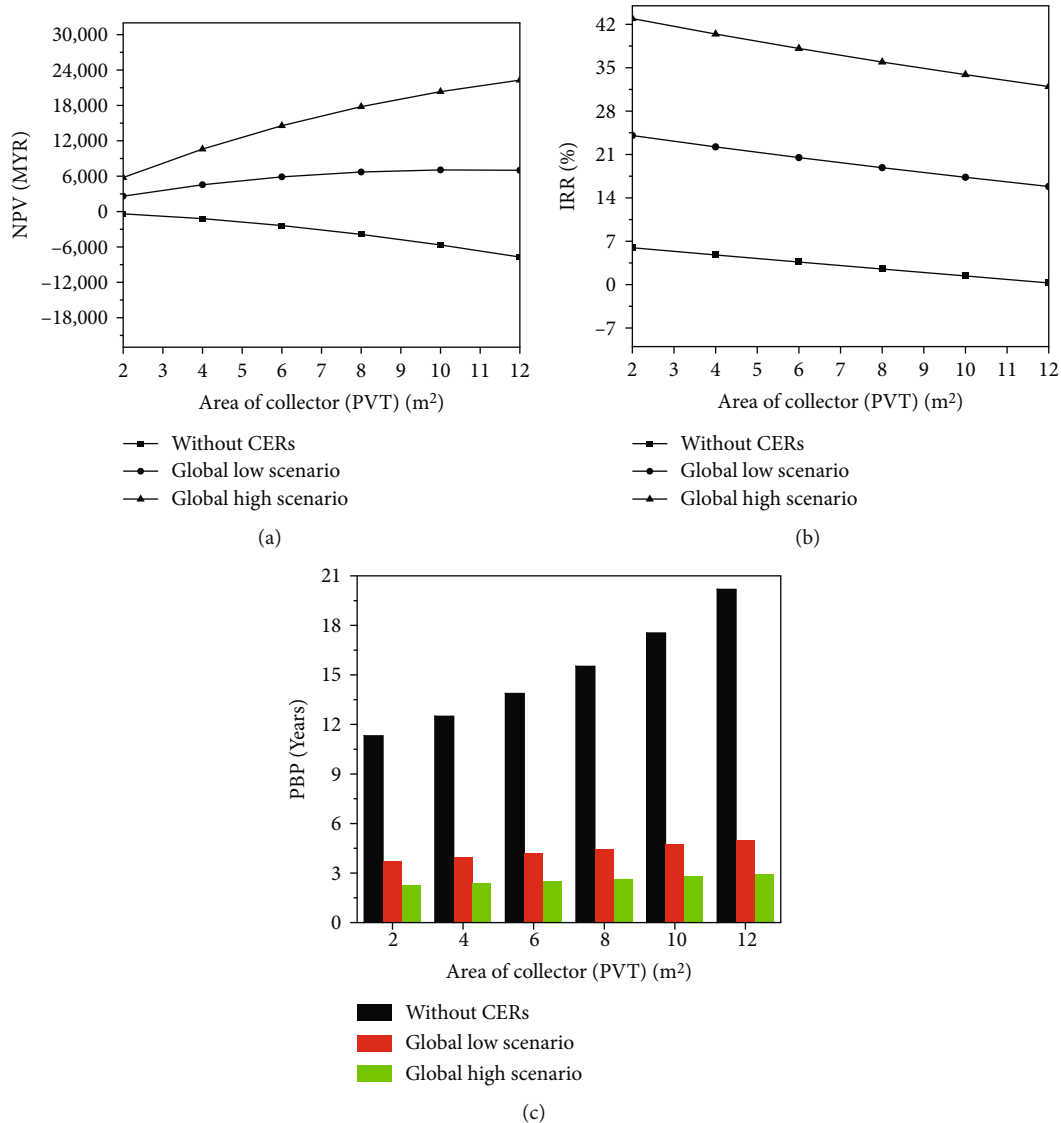 30,000
24,000
18,000
12,000
6,000
0
–6,000
–12,000
–18,000
NPV (MYR)
2 3 4 5 6 7 8 9 10 11 12
Area of collector (PVT) (m²)
Without CERs
Global low scenario
Global high scenario
(a)
42
35
28
21
14
7
0
–7
IRR (%)
2 3 4 5 6 7 8 9 10 11 12
Area of collector (PVT) (m²)
Without CERs
Global low scenario
Global high scenario
(b)
21
18
15
12
9
6
3
0
PBP (Years)
2 4 6 8 10 12
Area of collector (PVT) (m²)
Without CERs
Global low scenario
Global high scenario
(c)